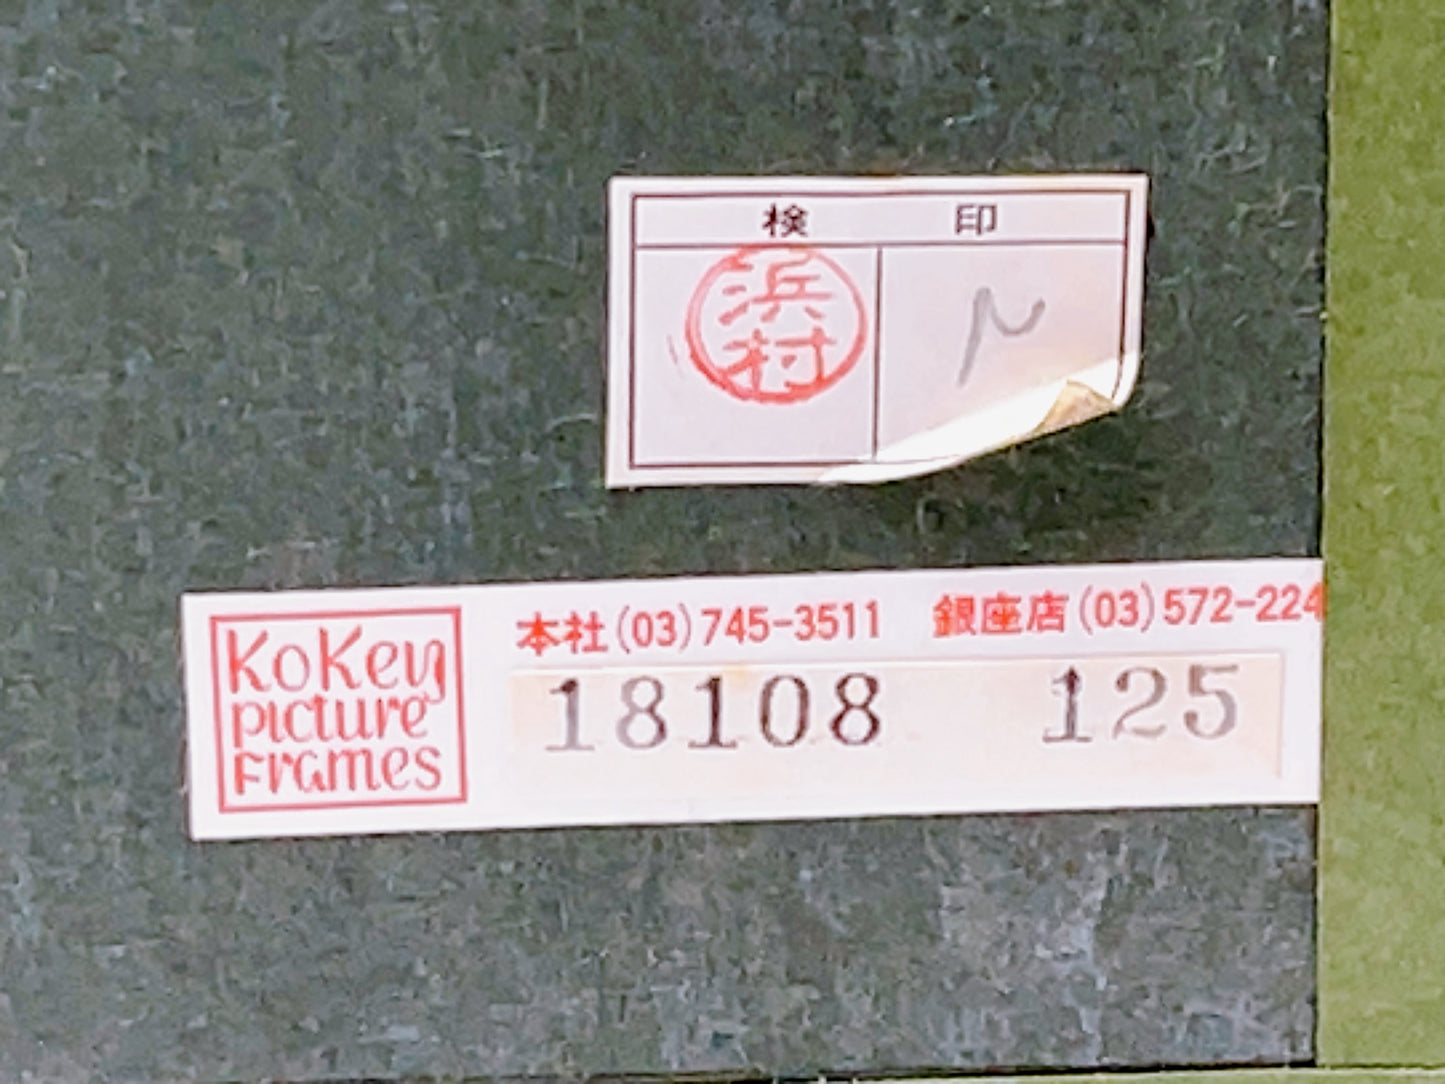 検 印
浜
村
KoKey
picture
Frames
本社(03)745-3511 銀座店(03)572-224
18108 125